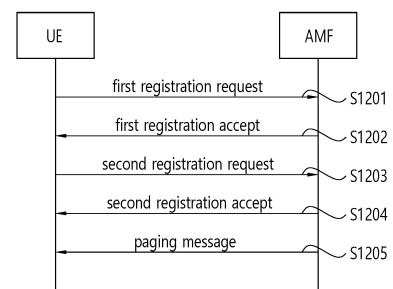 UE
AMF
first registration request
S1201
first registration accept
S1202
second registration request
S1203
second registration accept
S1204
paging message
S1205